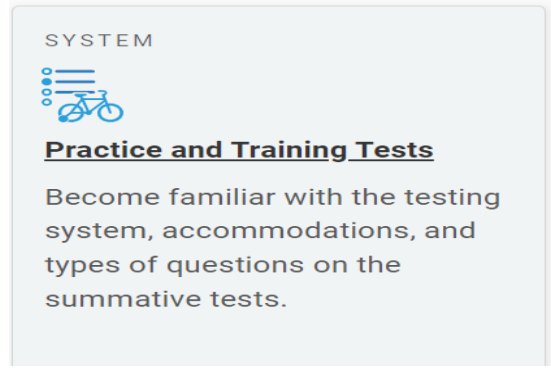 SYSTEM
Practice and Training Tests
Become familiar with the testing
system, accommodations, and
types of questions on the
summative tests.